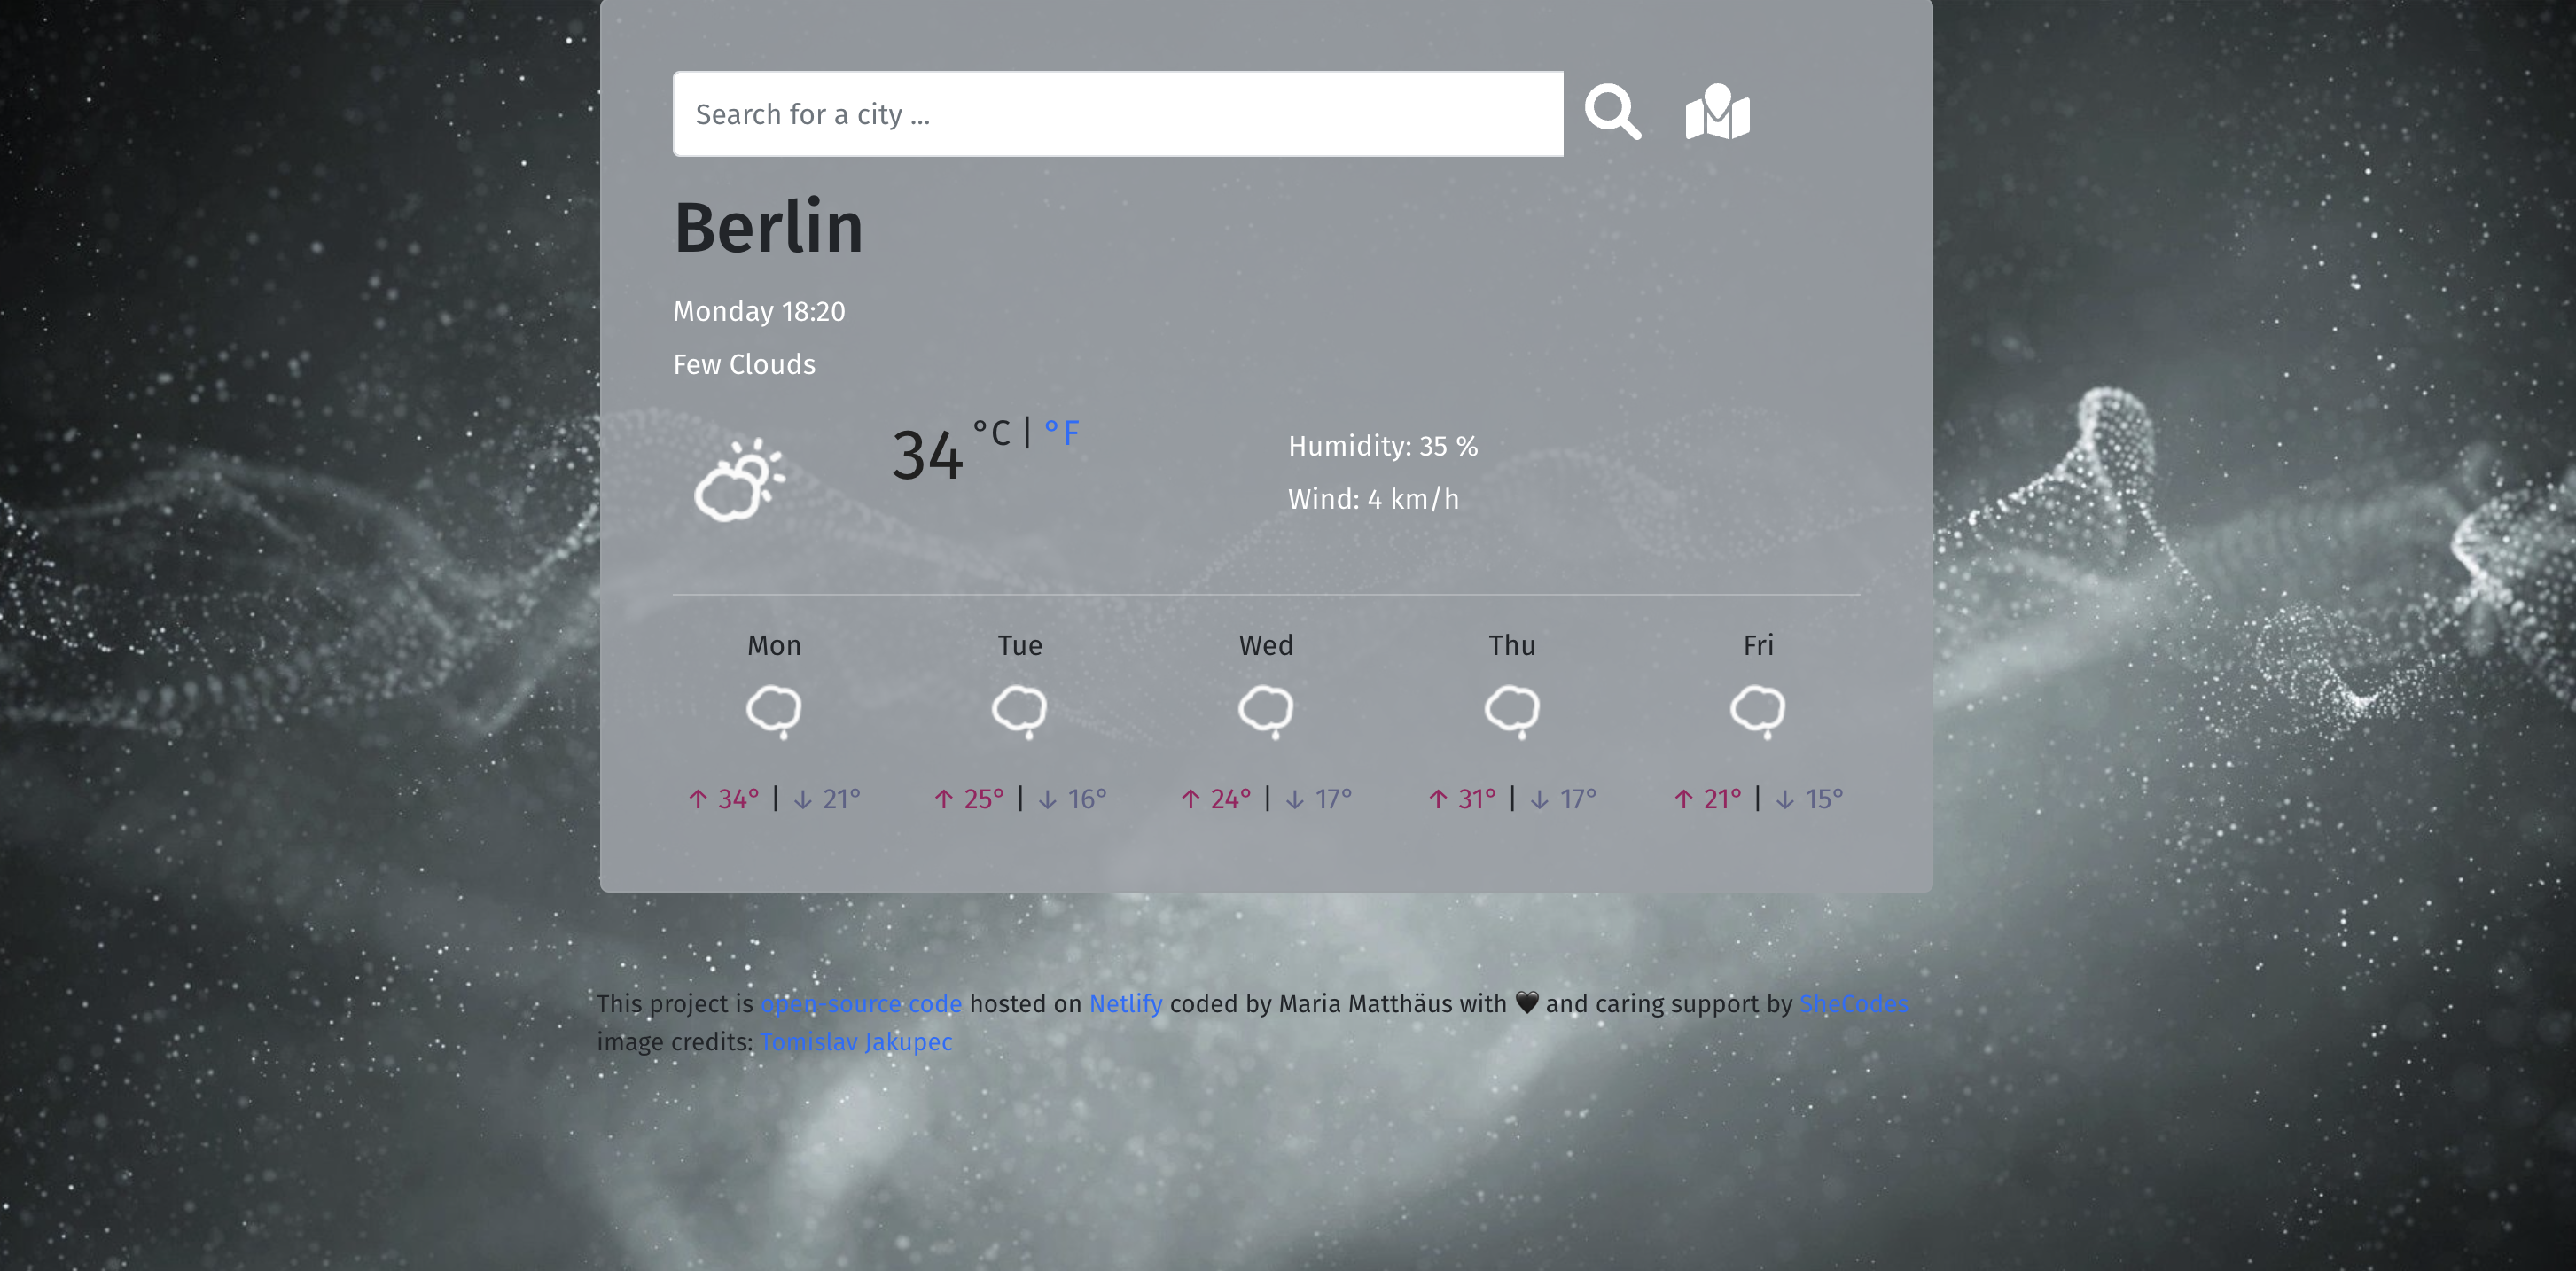 Search for a city ...
Berlin
Monday 18:20
Few Clouds
34 °C | °F
Humidity: 35 %
Wind: 4 km/h
Mon Tue Wed Thu Fri
↑ 34° | ↓ 21° ↑ 25° | ↓ 16° ↑ 24° | ↓ 17° ↑ 31° | ↓ 17° ↑ 21° | ↓ 15°
This project is open-source code hosted on Netlify coded by Maria Matthäus with 🖤 and caring support by SheCodes
image credits: Tomislav Jakupec